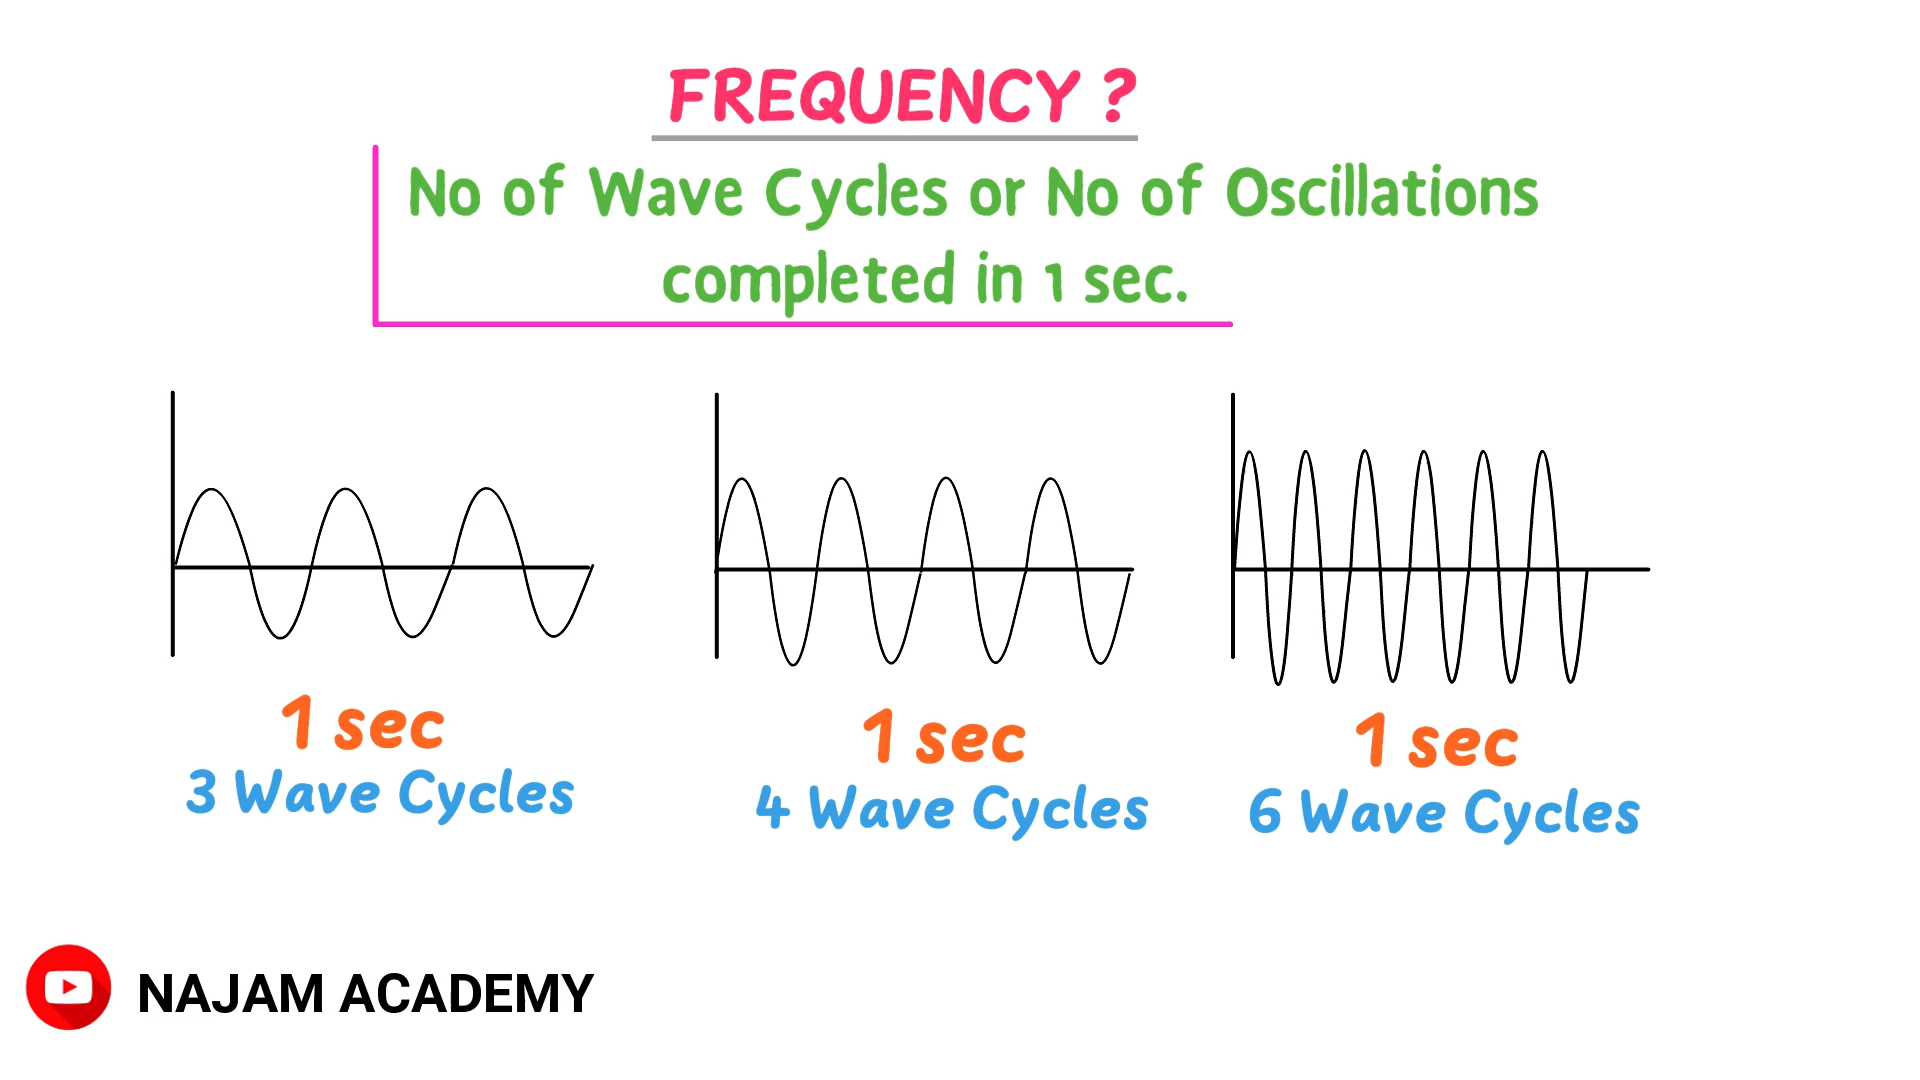 FREQUENCY ?
No of Wave Cycles or No of Oscillations
completed in 1 sec.
1 sec
3 Wave Cycles
1 sec
4 Wave Cycles
1 sec
6 Wave Cycles
NAJAM ACADEMY